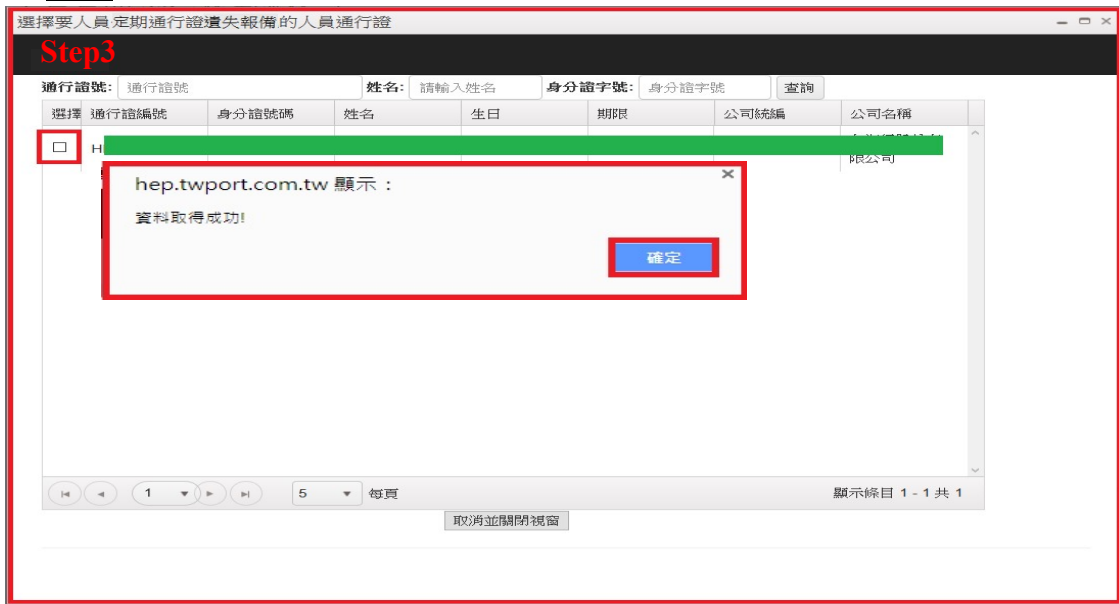 選擇要人員定期通行證遺失報備的人員通行證
Step3
通行證號: 通行證號 姓名: 請輸入姓名 身分證字號: 身分證字號 查詢
選擇 通行證編號 身分證號碼 姓名 生日 期限 公司統編 公司名稱
H
限公司
hep.twport.com.tw 顯示：
資料取得成功!
確定
1 5 每頁 顯示條目 1 - 1 共 1
取消並關閉視窗